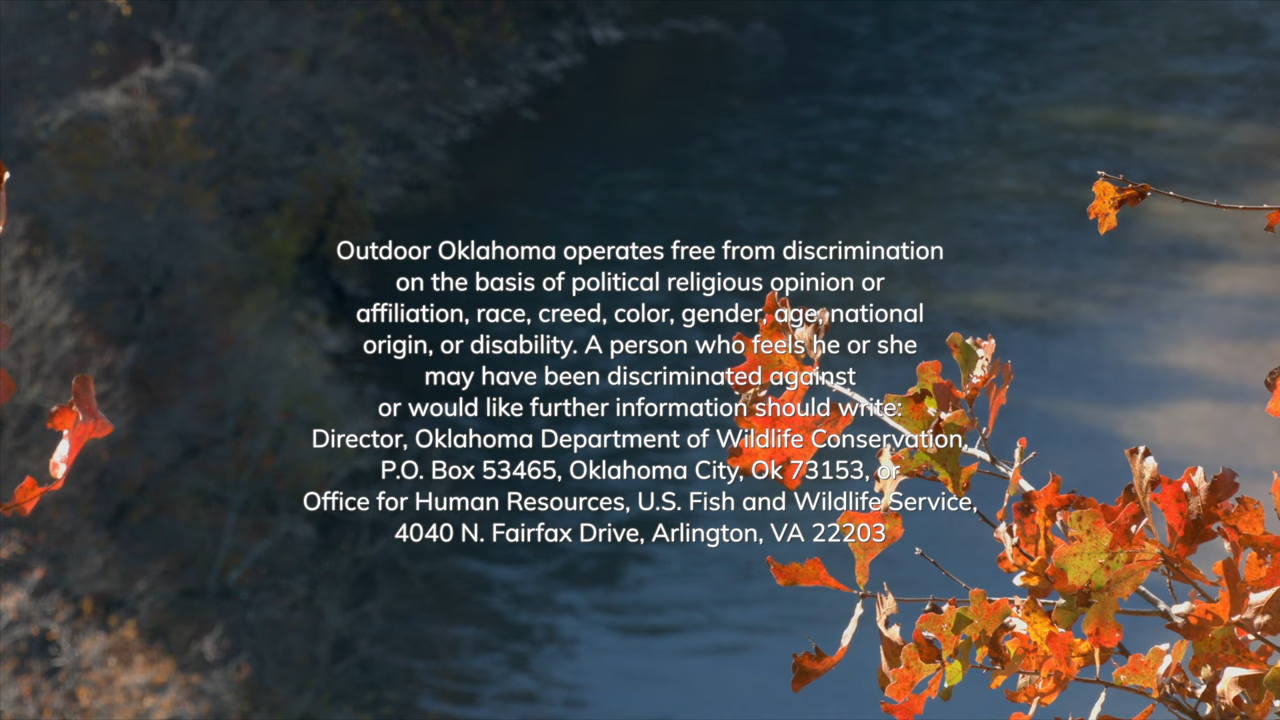 Outdoor Oklahoma operates free from discrimination
on the basis of political religious opinion or
affiliation, race, creed, color, gender, age, national
origin, or disability. A person who feels he or she
may have been discriminated against
or would like further information should write:
Director, Oklahoma Department of Wildlife Conservation,
P.O. Box 53465, Oklahoma City, Ok 73153, or
Office for Human Resources, U.S. Fish and Wildlife Service,
4040 N. Fairfax Drive, Arlington, VA 22203